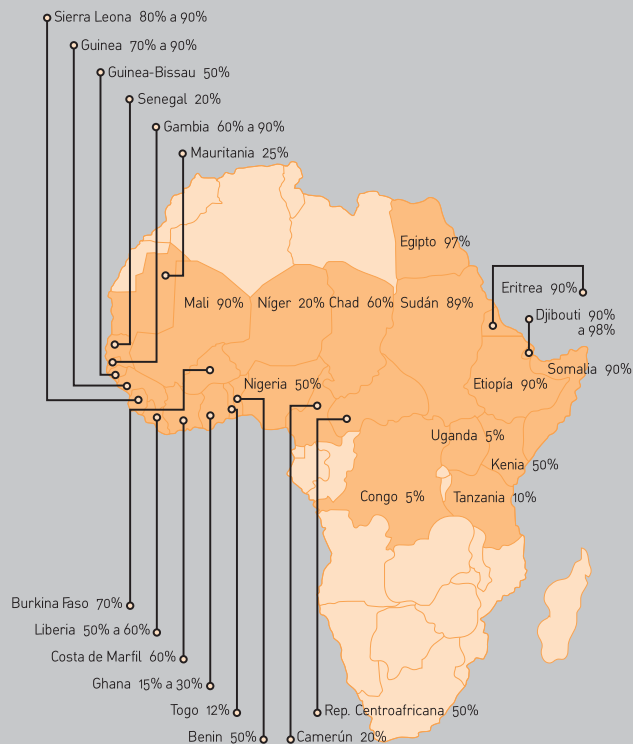 Sierra Leona 80% a 90%
Guinea 70% a 90%
Guinea-Bissau 50%
Senegal 20%
Gambia 60% a 90%
Mauritania 25%
Egipto 97%
Eritrea 90%
Mali 90%
Níger 20%
Chad 60%
Sudán 89%
Djibouti 90%
a 98%
Somalia 90%
Nigeria 50%
Etiopía 90%
Uganda 5%
Kenia 50%
Congo 5%
Tanzania 10%
Burkina Faso 70%
Liberia 50% a 60%
Costa de Marfil 60%
Ghana 15% a 30%
Togo 12%
Rep. Centroafricana 50%
Benin 50%
Camerún 20%